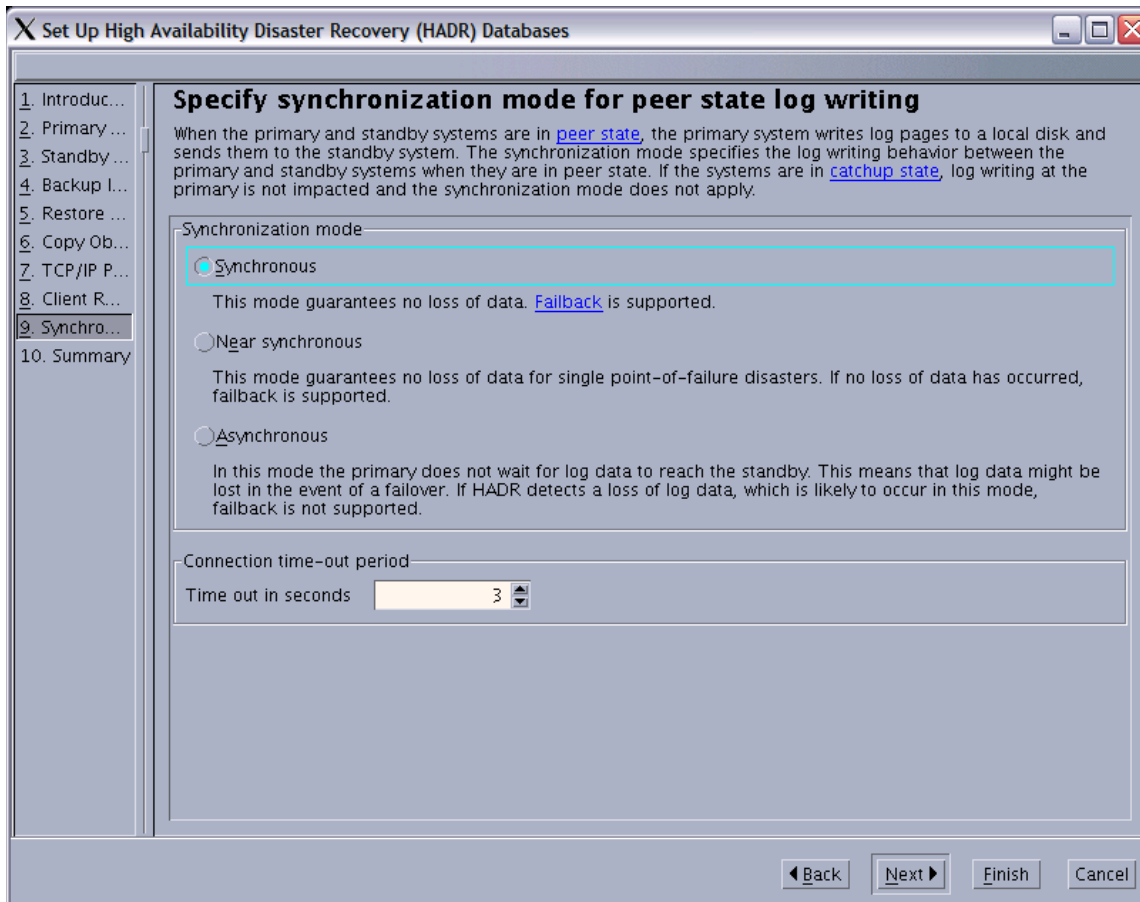 X Set Up High Availability Disaster Recovery (HADR) Databases
1. Introduc...
2. Primary ...
3. Standby ...
4. Backup I...
5. Restore ...
6. Copy Ob...
7. TCP/IP P...
8. Client R...
9. Synchro...
10. Summary
Specify synchronization mode for peer state log writing
When the primary and standby systems are in peer state, the primary system writes log pages to a local disk and
sends them to the standby system. The synchronization mode specifies the log writing behavior between the
primary and standby systems when they are in peer state. If the systems are in catchup state, log writing at the
primary is not impacted and the synchronization mode does not apply.
Synchronization mode
Synchronous
This mode guarantees no loss of data. Failback is supported.
Near synchronous
This mode guarantees no loss of data for single point-of-failure disasters. If no loss of data has occurred,
failback is supported.
Asynchronous
In this mode the primary does not wait for log data to reach the standby. This means that log data might be
lost in the event of a failover. If HADR detects a loss of log data, which is likely to occur in this mode,
failback is not supported.
Connection time-out period
Time out in seconds 3
Back Next Finish Cancel